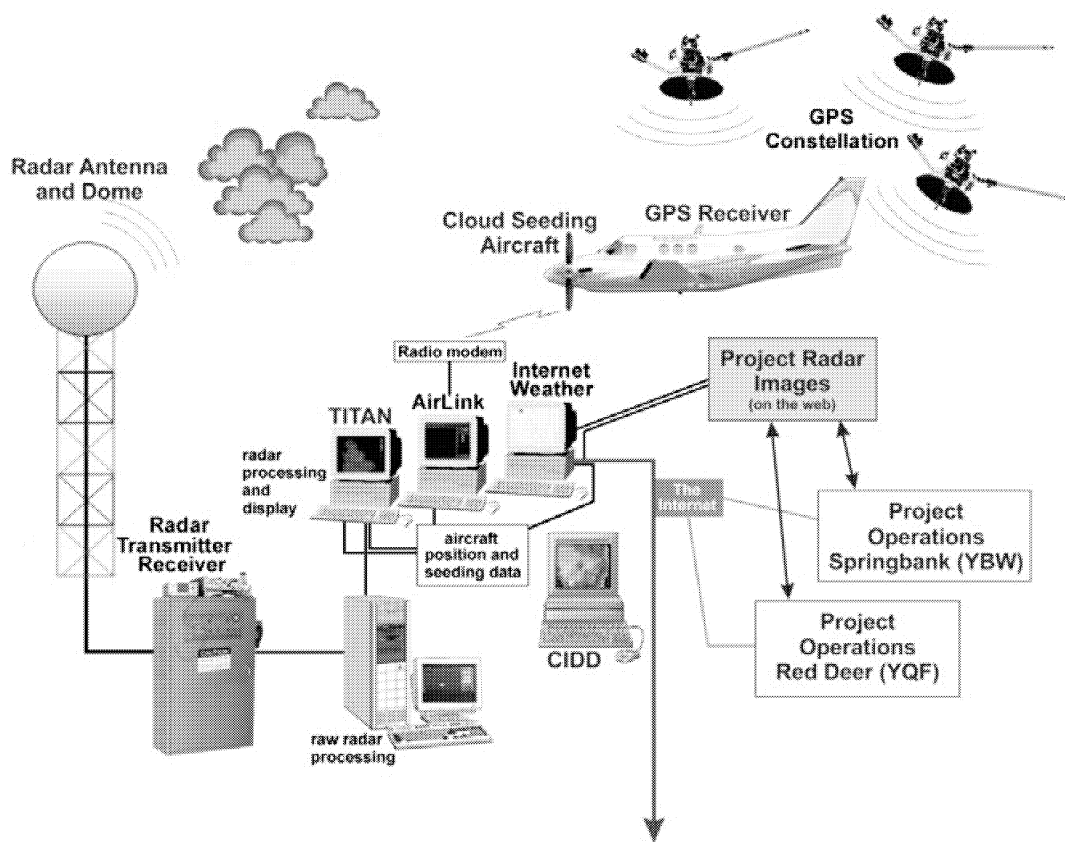 GPS
Constellation
Radar Antenna
and Dome
Cloud Seeding
Aircraft
GPS Receiver
Radio modem
Internet
Weather
AirLink
TITAN
radar
processing
and
display
Project Radar
Images
(on the web)
The
Internet
aircraft
position and
seeding data
Project
Operations
Springbank (YBW)
Radar
Transmitter
Receiver
CIDD
Project
Operations
Red Deer (YQF)
raw radar
processing